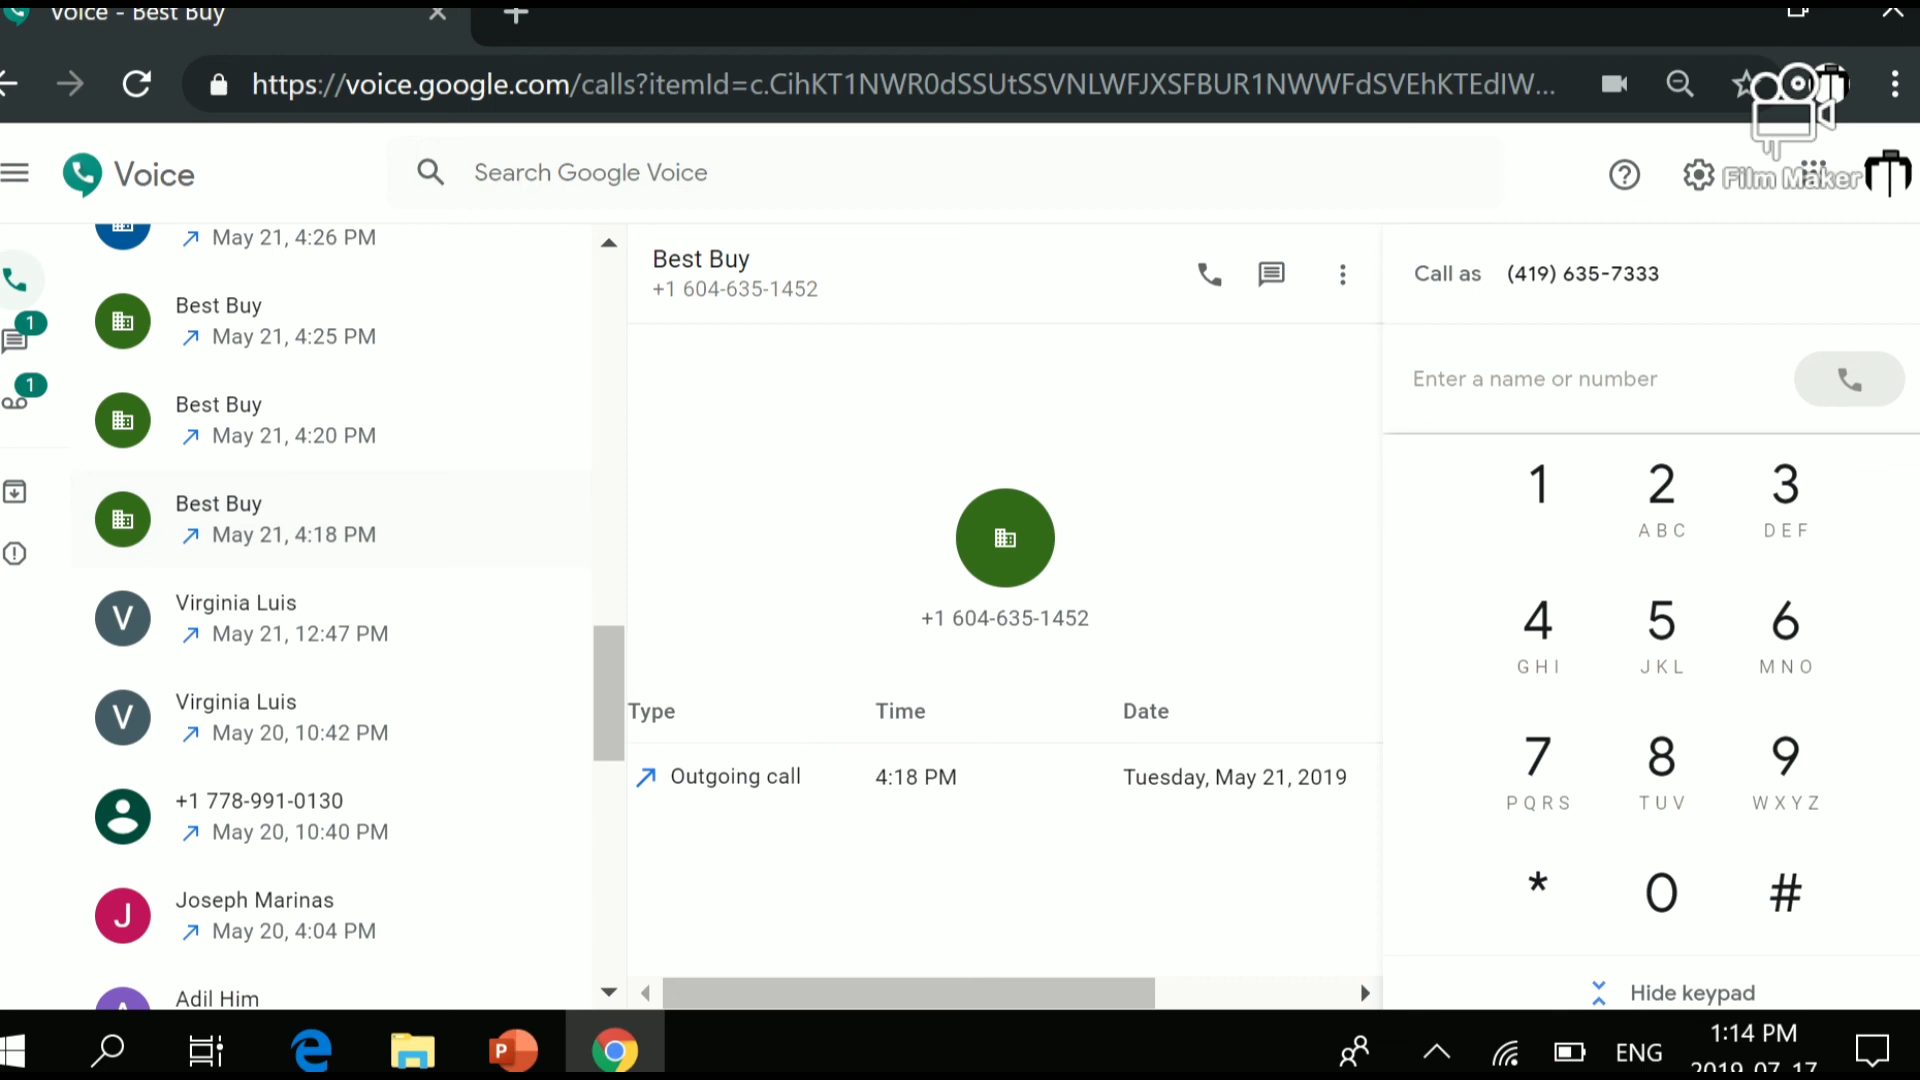 Voice - Best Buy
https://voice.google.com/calls?itemId=c.CihKT1NWR0dSSUtSSVNLWFJXSFBUR1NWWFdSVEhKTEdIW...
Voice
Search Google Voice
Film Maker
May 21, 4:26 PM
Best Buy
May 21, 4:25 PM
1
Best Buy
May 21, 4:20 PM
1
Best Buy
May 21, 4:18 PM
V
Virginia Luis
May 21, 12:47 PM
V
Virginia Luis
May 20, 10:42 PM
+1 778-991-0130
May 20, 10:40 PM
J
Joseph Marinas
May 20, 4:04 PM
A
Adil Him
Best Buy
+1 604-635-1452
+1 604-635-1452
Type Time Date
Outgoing call 4:18 PM Tuesday, May 21, 2019
Call as (419) 635-7333
Enter a name or number
1 2 3
ABC DEF
4 5 6
GHI JKL MNO
7 8 9
PQRS TUV WXYZ
* 0 #
Hide keypad
P
ENG
1:14 PM
2019-07-17